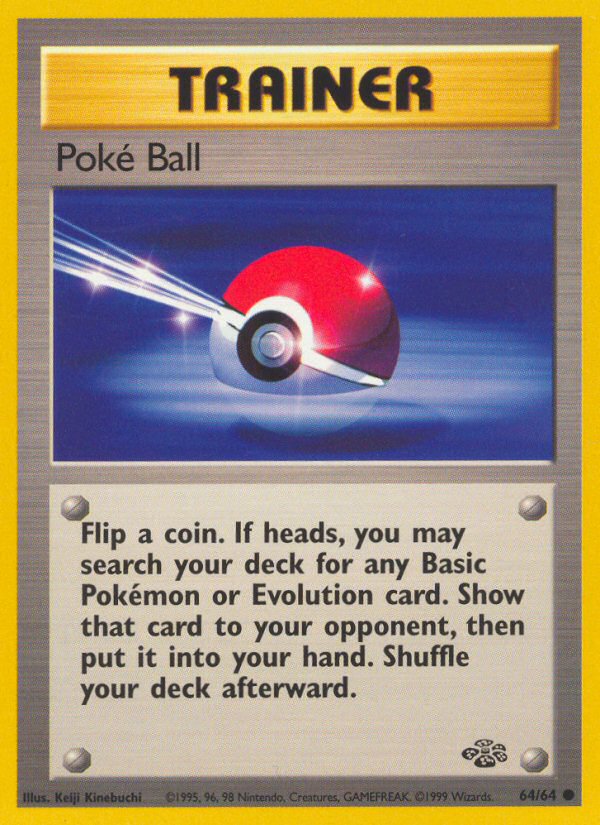 TRAINER
Poké Ball
Flip a coin. If heads, you may
search your deck for any Basic
Pokémon or Evolution card. Show
that card to your opponent, then
put it into your hand. Shuffle
your deck afterward.
Illus. Keiji Kinebuchi ©1995, 96, 98 Nintendo, Creatures, GAMEFREAK. ©1999 Wizards. 64/64 ●